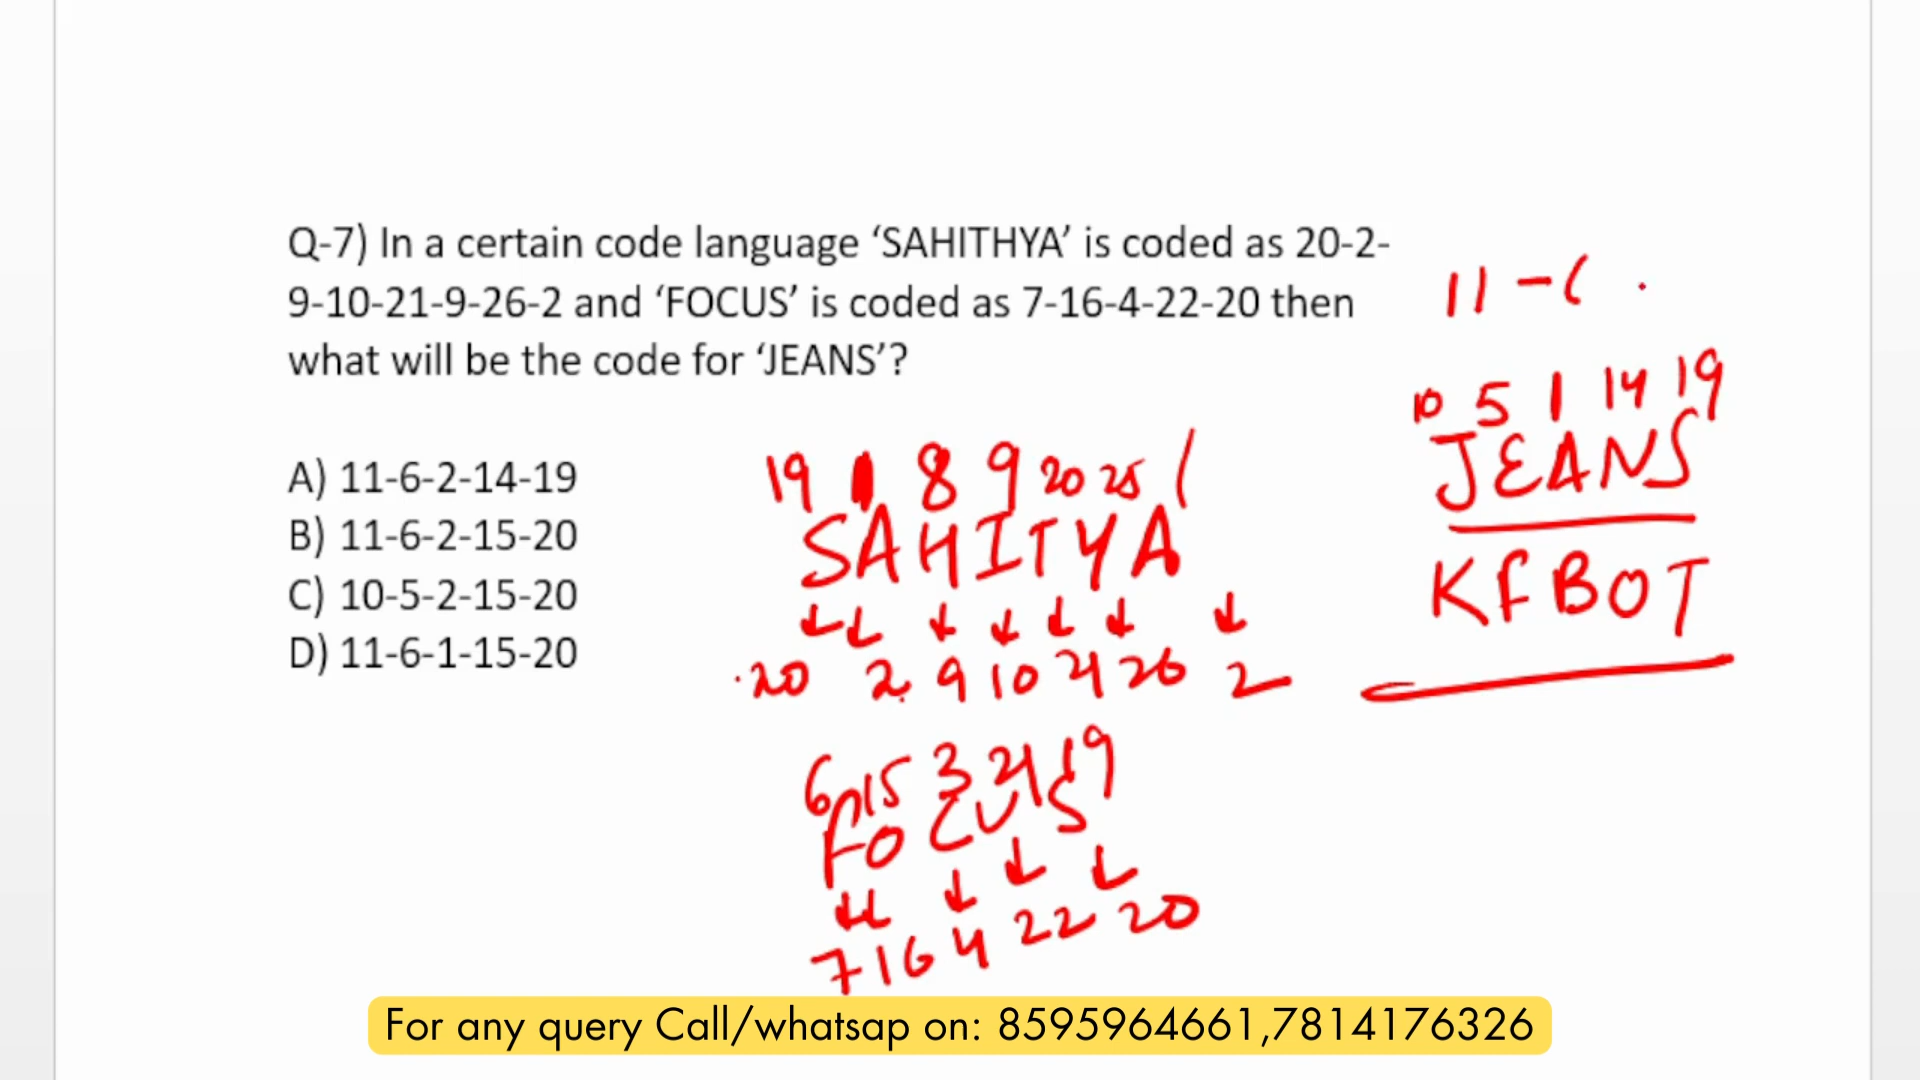 Q-7) In a certain code language ‘SAHITHYA’ is coded as 20-2-
9-10-21-9-26-2 and ‘FOCUS’ is coded as 7-16-4-22-20 then
what will be the code for ‘JEANS’?
A) 11-6-2-14-19
B) 11-6-2-15-20
C) 10-5-2-15-20
D) 11-6-1-15-20
11 -
10 5 1 14 19
JEANS
KFBOT
19 1 8 9 20 25 1
SAHITYA
20 2 9 10 21 26 2
6 15 3 21 19
FOCUS
7 16 4 22 20
For any query Call/whatsap on: 8595964661,7814176326